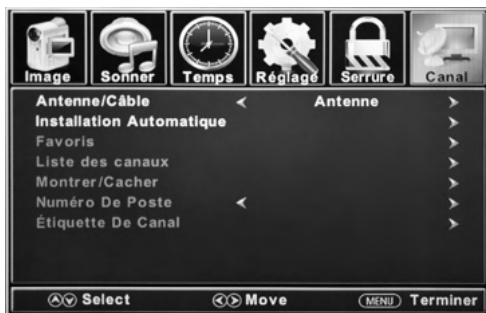 Image Sonner Temps Réglage Serrure Canal
Antenne/Câble Antenne
Installation Automatique
Favoris
Liste des canaux
Montrer/Cacher
Numéro De Poste
Étiquette De Canal
Select Move MENU Terminer